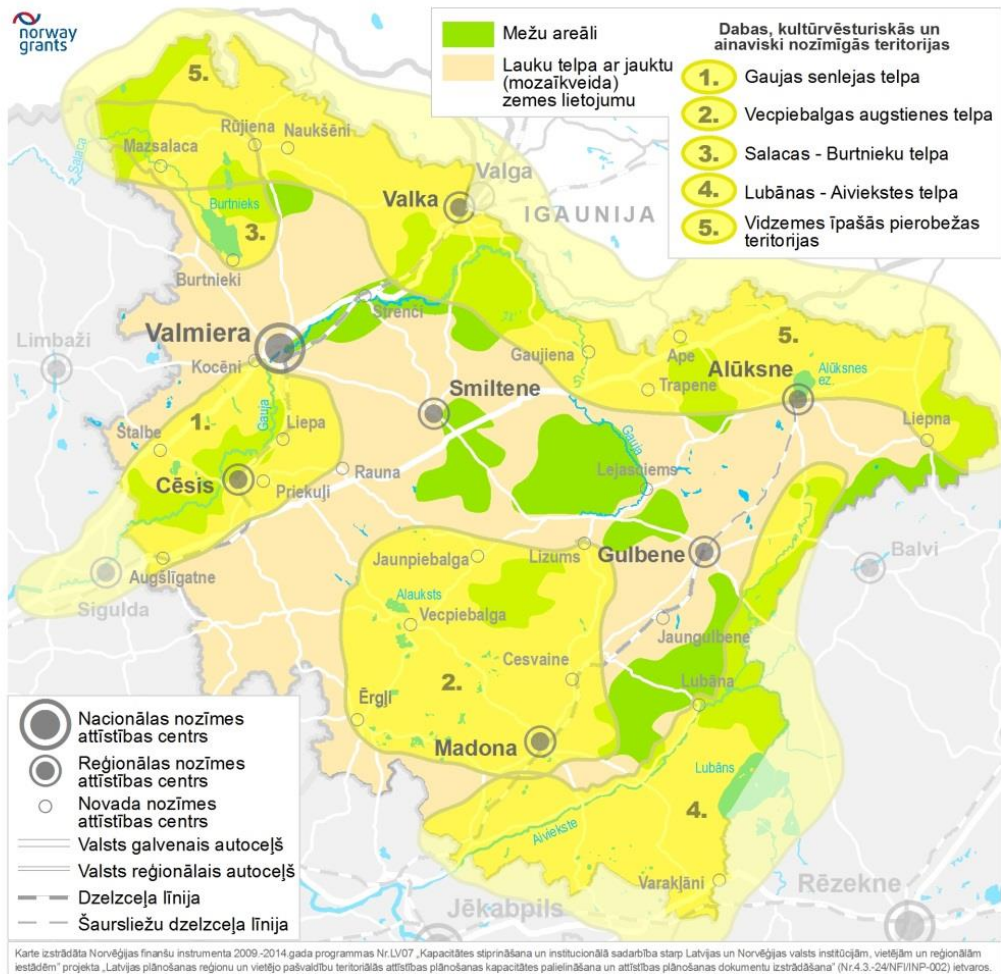 norway
grants
Mežu areāli
Lauku telpa ar jauktu
(mozaīkveida)
zemes lietojumu
Dabas, kultūrvēsturiskās un
ainaviski nozīmīgās teritorijas
1. Gaujas senlejas telpa
2. Vecpiebalgas augstienes telpa
3. Salacas - Burtnieku telpa
4. Lubānas - Aiviekstes telpa
5. Vidzemes īpašās pierobežas
teritorijas
5.
Rūjiena
Naukšēni
Mazsalaca
Salaca
Valga
Valka
IGAUNIJA
Burtnieks
3.
Burtnieki
Strenči
Valmiera
Limbaži
Kocēni
Gaujiena
Ape
5.
Trapene
Alūksne
Alūksnes
ez.
Smiltene
1.
Gauja
Liepa
Stalbe
Gauja
Liepna
Rauna
Lejasciems
Cēsis
Priekuļi
Augšlīgatne
Sigulda
Jaunpiebalga
Lizums
Gulbene
Balvi
Alauksts
Vecpiebalga
Jaungulbene
Cesvaine
2.
Lubāna
Ērgļi
Madona
Lubāns
4.
Aiviekste
Varakļāni
Rēzekne
Jēkabpils
Nacionālas nozīmes
attīstības centrs
Reģionālas nozīmes
attīstības centrs
Novada nozīmes
attīstības centrs
Valsts galvenais autoceļš
Valsts reģionālais autoceļš
Dzelzceļa līnija
Šaursliežu dzelzceļa līnija
Karte izstrādāta Norvēģijas finanšu instrumenta 2009.-2014.gada programmas Nr.LV07 „Kapacitātes stiprināšana un institucionālā sadarbība starp Latvijas un Norvēģijas valsts institūcijām, vietējām un reģionālām
iestādēm” projekta „Latvijas plānošanas reģionu un vietējo pašvaldību teritoriālās attīstības plānošanas kapacitātes palielināšana un attīstības plānošanas dokumentu izstrādāšana” (Nr.4.3.-24/NFI/INP-002) ietvaros.